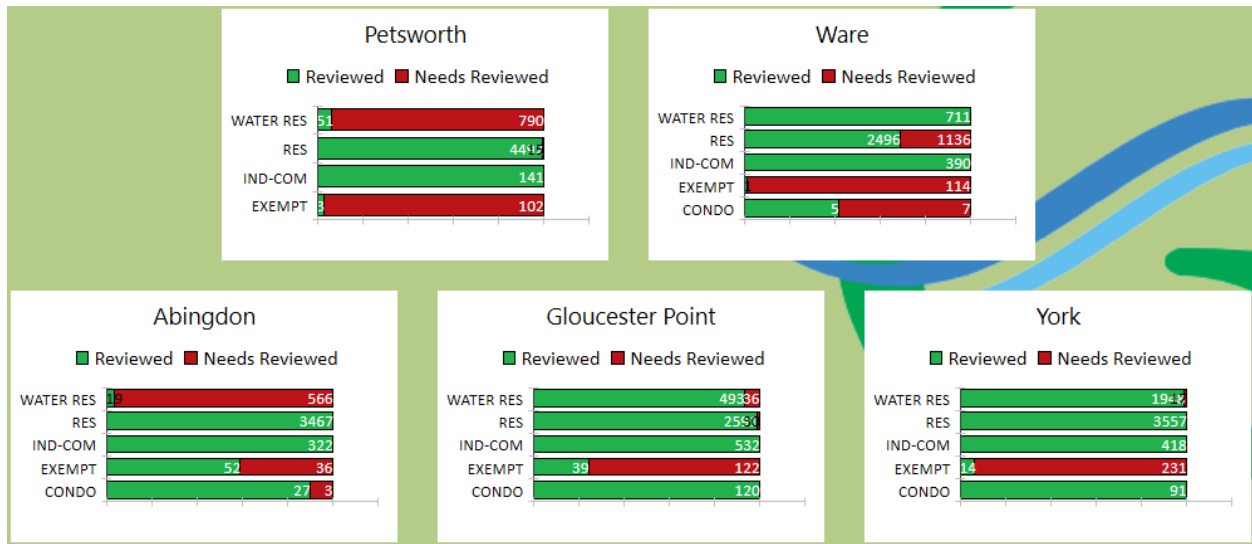 Petsworth
Reviewed Needs Reviewed
WATER RES 51 790
RES
IND-COM 141
EXEMPT 3 102
Ware
Reviewed Needs Reviewed
WATER RES 711
RES 2496 1136
IND-COM 390
EXEMPT 1 114
CONDO 5 7
Abingdon
Reviewed Needs Reviewed
WATER RES 19 566
RES 3467
IND-COM 322
EXEMPT 52 36
CONDO 27 3
Gloucester Point
Reviewed Needs Reviewed
WATER RES 493 36
RES
IND-COM 532
EXEMPT 39 122
CONDO 120
York
Reviewed Needs Reviewed
WATER RES
RES 3557
IND-COM 418
EXEMPT 14 231
CONDO 91